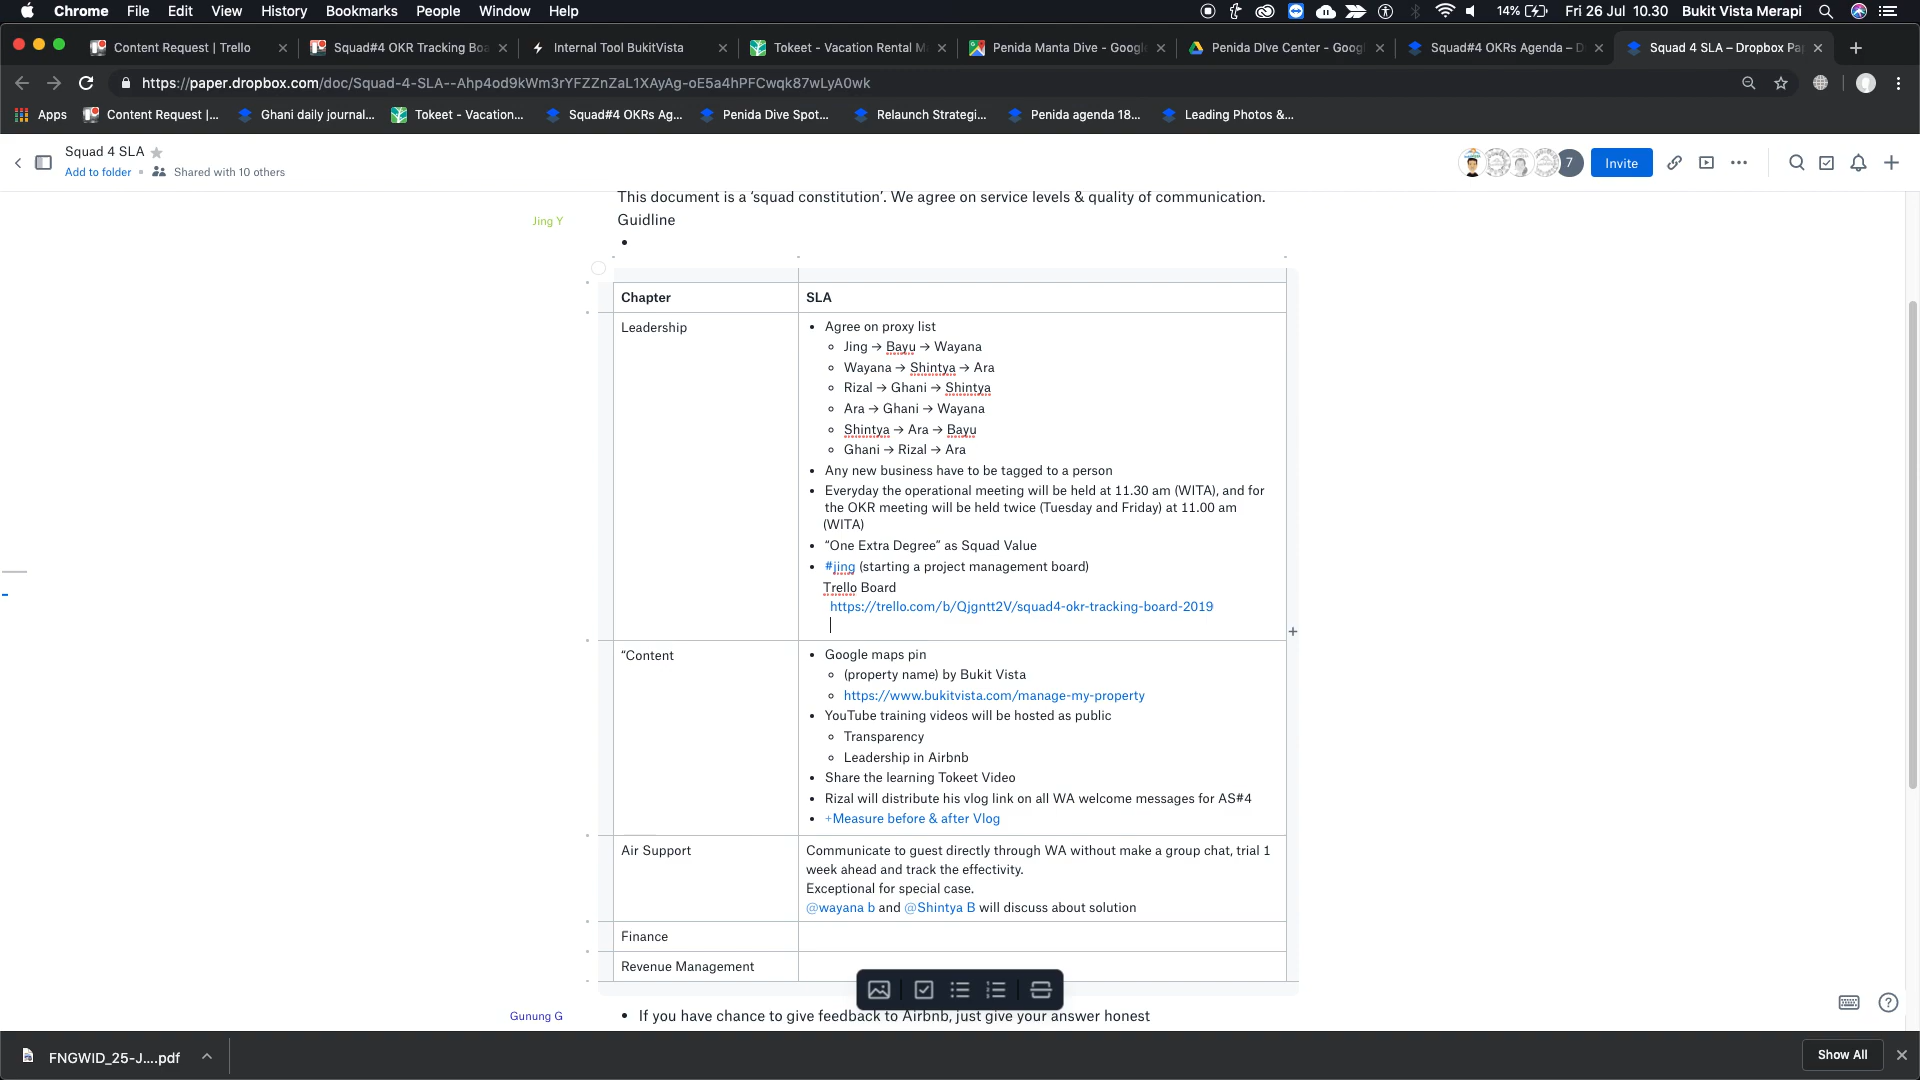 Chrome File Edit View History Bookmarks People Window Help 14% Fri 26 Jul 10.30 Bukit Vista Merapi
Content Request | Trello Squad#4 OKR Tracking Boa Internal Tool BukitVista Tokeet - Vacation Rental M Penida Manta Dive - Google Penida DIve Center - Goog Squad#4 OKRs Agenda – D Squad 4 SLA – Dropbox Pap
https://paper.dropbox.com/doc/Squad-4-SLA--Ahp4od9kWm3rYFZZnZaL1XAyAg-oE5a4hPFCwqk87wLyA0wk
Apps Content Request |... Ghani daily journal... Tokeet - Vacation... Squad#4 OKRs Ag... Penida Dive Spot... Relaunch Strategi... Penida agenda 18... Leading Photos &...
Squad 4 SLA
Add to folder • Shared with 10 others
7 Invite
This document is a ‘squad constitution’. We agree on service levels & quality of communication.
Jing Y Guidline
•
Chapter SLA
Leadership • Agree on proxy list
Jing → Bayu → Wayana
Wayana → Shintya → Ara
Rizal → Ghani → Shintya
Ara → Ghani → Wayana
Shintya → Ara → Bayu
Ghani → Rizal → Ara
• Any new business have to be tagged to a person
• Everyday the operational meeting will be held at 11.30 am (WITA), and for
the OKR meeting will be held twice (Tuesday and Friday) at 11.00 am
(WITA)
• “One Extra Degree” as Squad Value
• #jing (starting a project management board)
Trello Board
https://trello.com/b/Qjgntt2V/squad4-okr-tracking-board-2019
“Content • Google maps pin
(property name) by Bukit Vista
https://www.bukitvista.com/manage-my-property
• YouTube training videos will be hosted as public
Transparency
Leadership in Airbnb
• Share the learning Tokeet Video
• Rizal will distribute his vlog link on all WA welcome messages for AS#4
• +Measure before & after Vlog
Air Support Communicate to guest directly through WA without make a group chat, trial 1
week ahead and track the effectivity.
Exceptional for special case.
@wayana b and @Shintya B will discuss about solution
Finance
Revenue Management
Gunung G • If you have chance to give feedback to Airbnb, just give your answer honest
FNGWID_25-J....pdf Show All